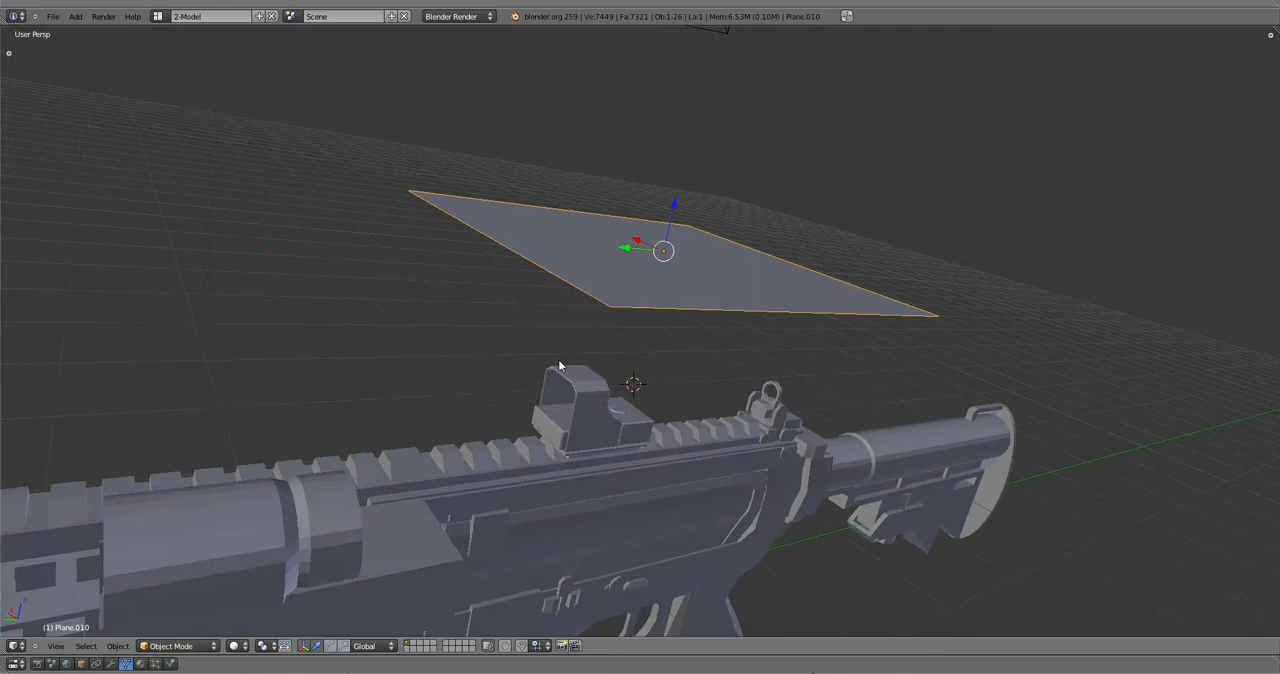 File Add Render Help 2-Model Scene Blender Render blender.org 259 | Ve:7449 | Fa:7321 | Ob:1-26 | La:1 | Mem:6.53M (0.10M) | Plane.010
User Persp
(1) Plane.010
View Select Object Object Mode Global